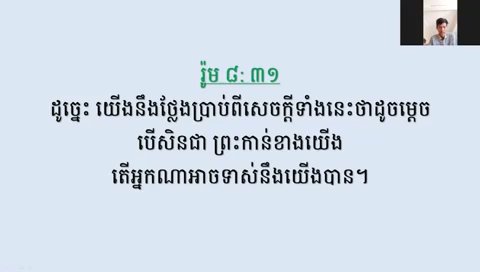 រ៉ូម ៨: ៣១
ដូច្នេះ យើងនឹងថ្លែងប្រាប់ពីសេចក្ដីទាំងនេះថាដូចម្ដេច
បើសិនជា ព្រះកាន់ខាងយើង
តើអ្នកណាអាចទាស់នឹងយើងបាន។